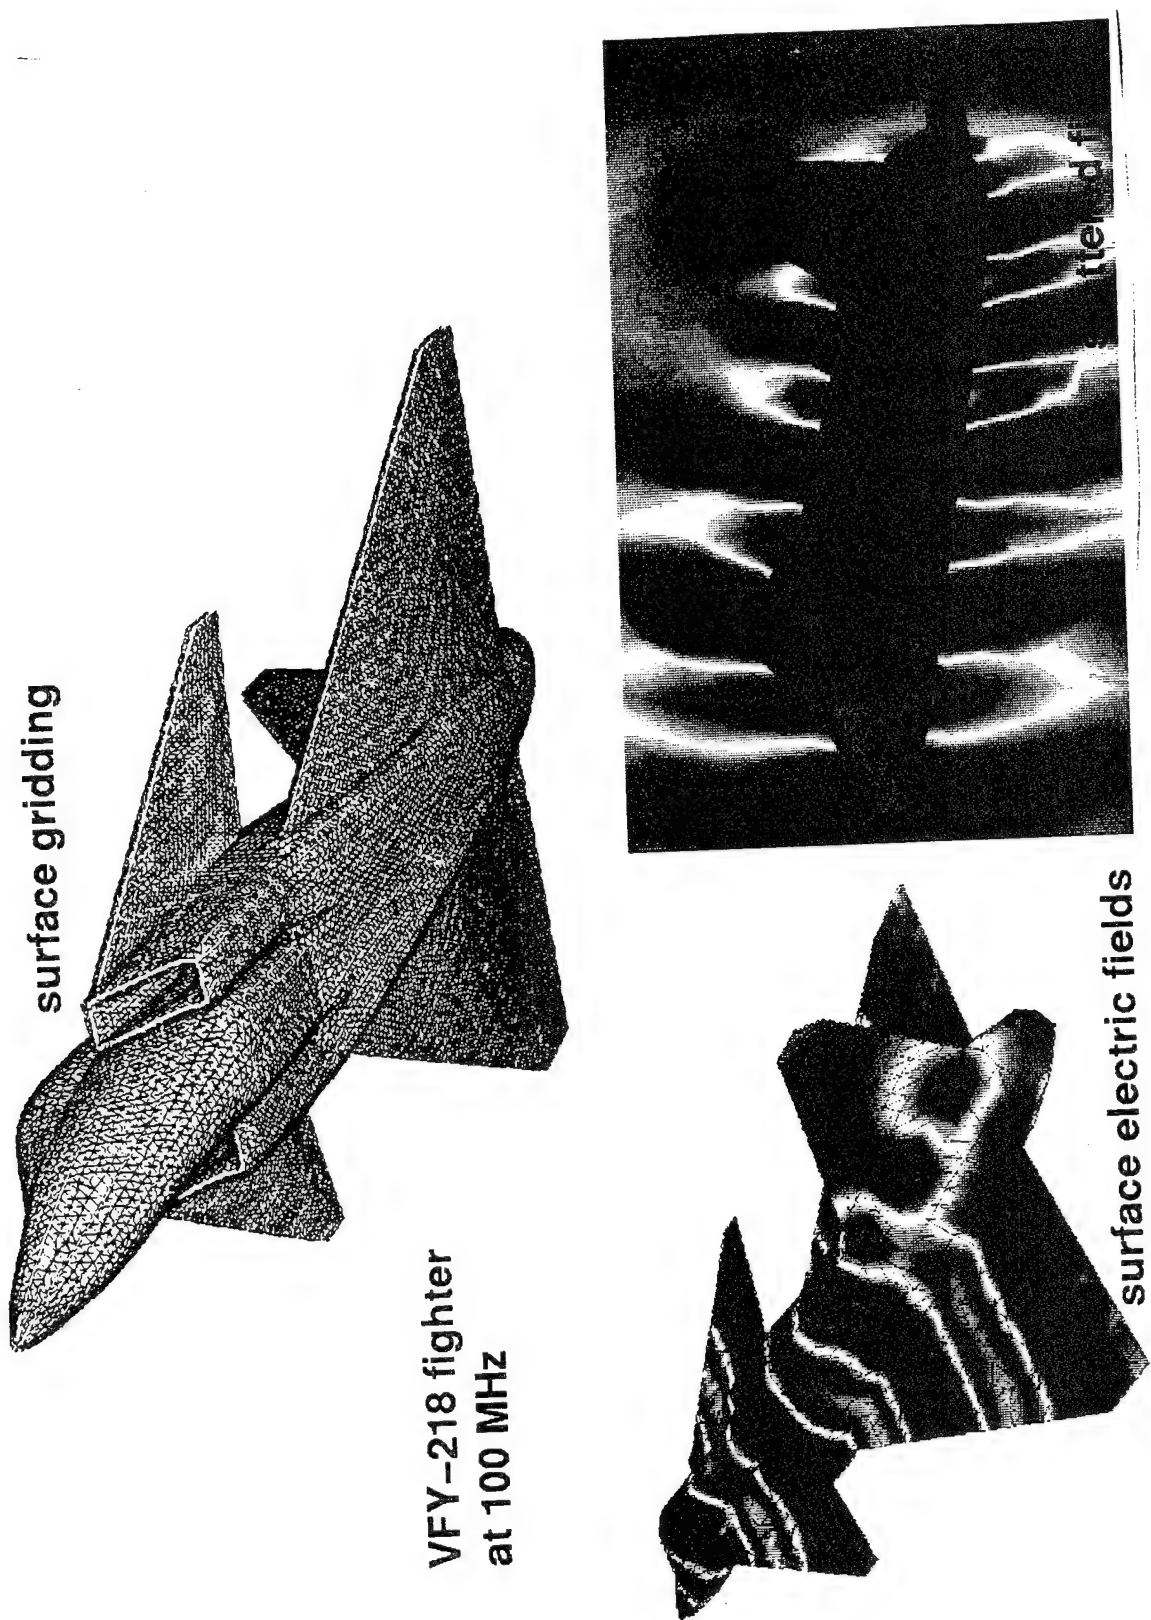 surface gridding
VFY-218 fighter
at 100 MHz
surface electric fields